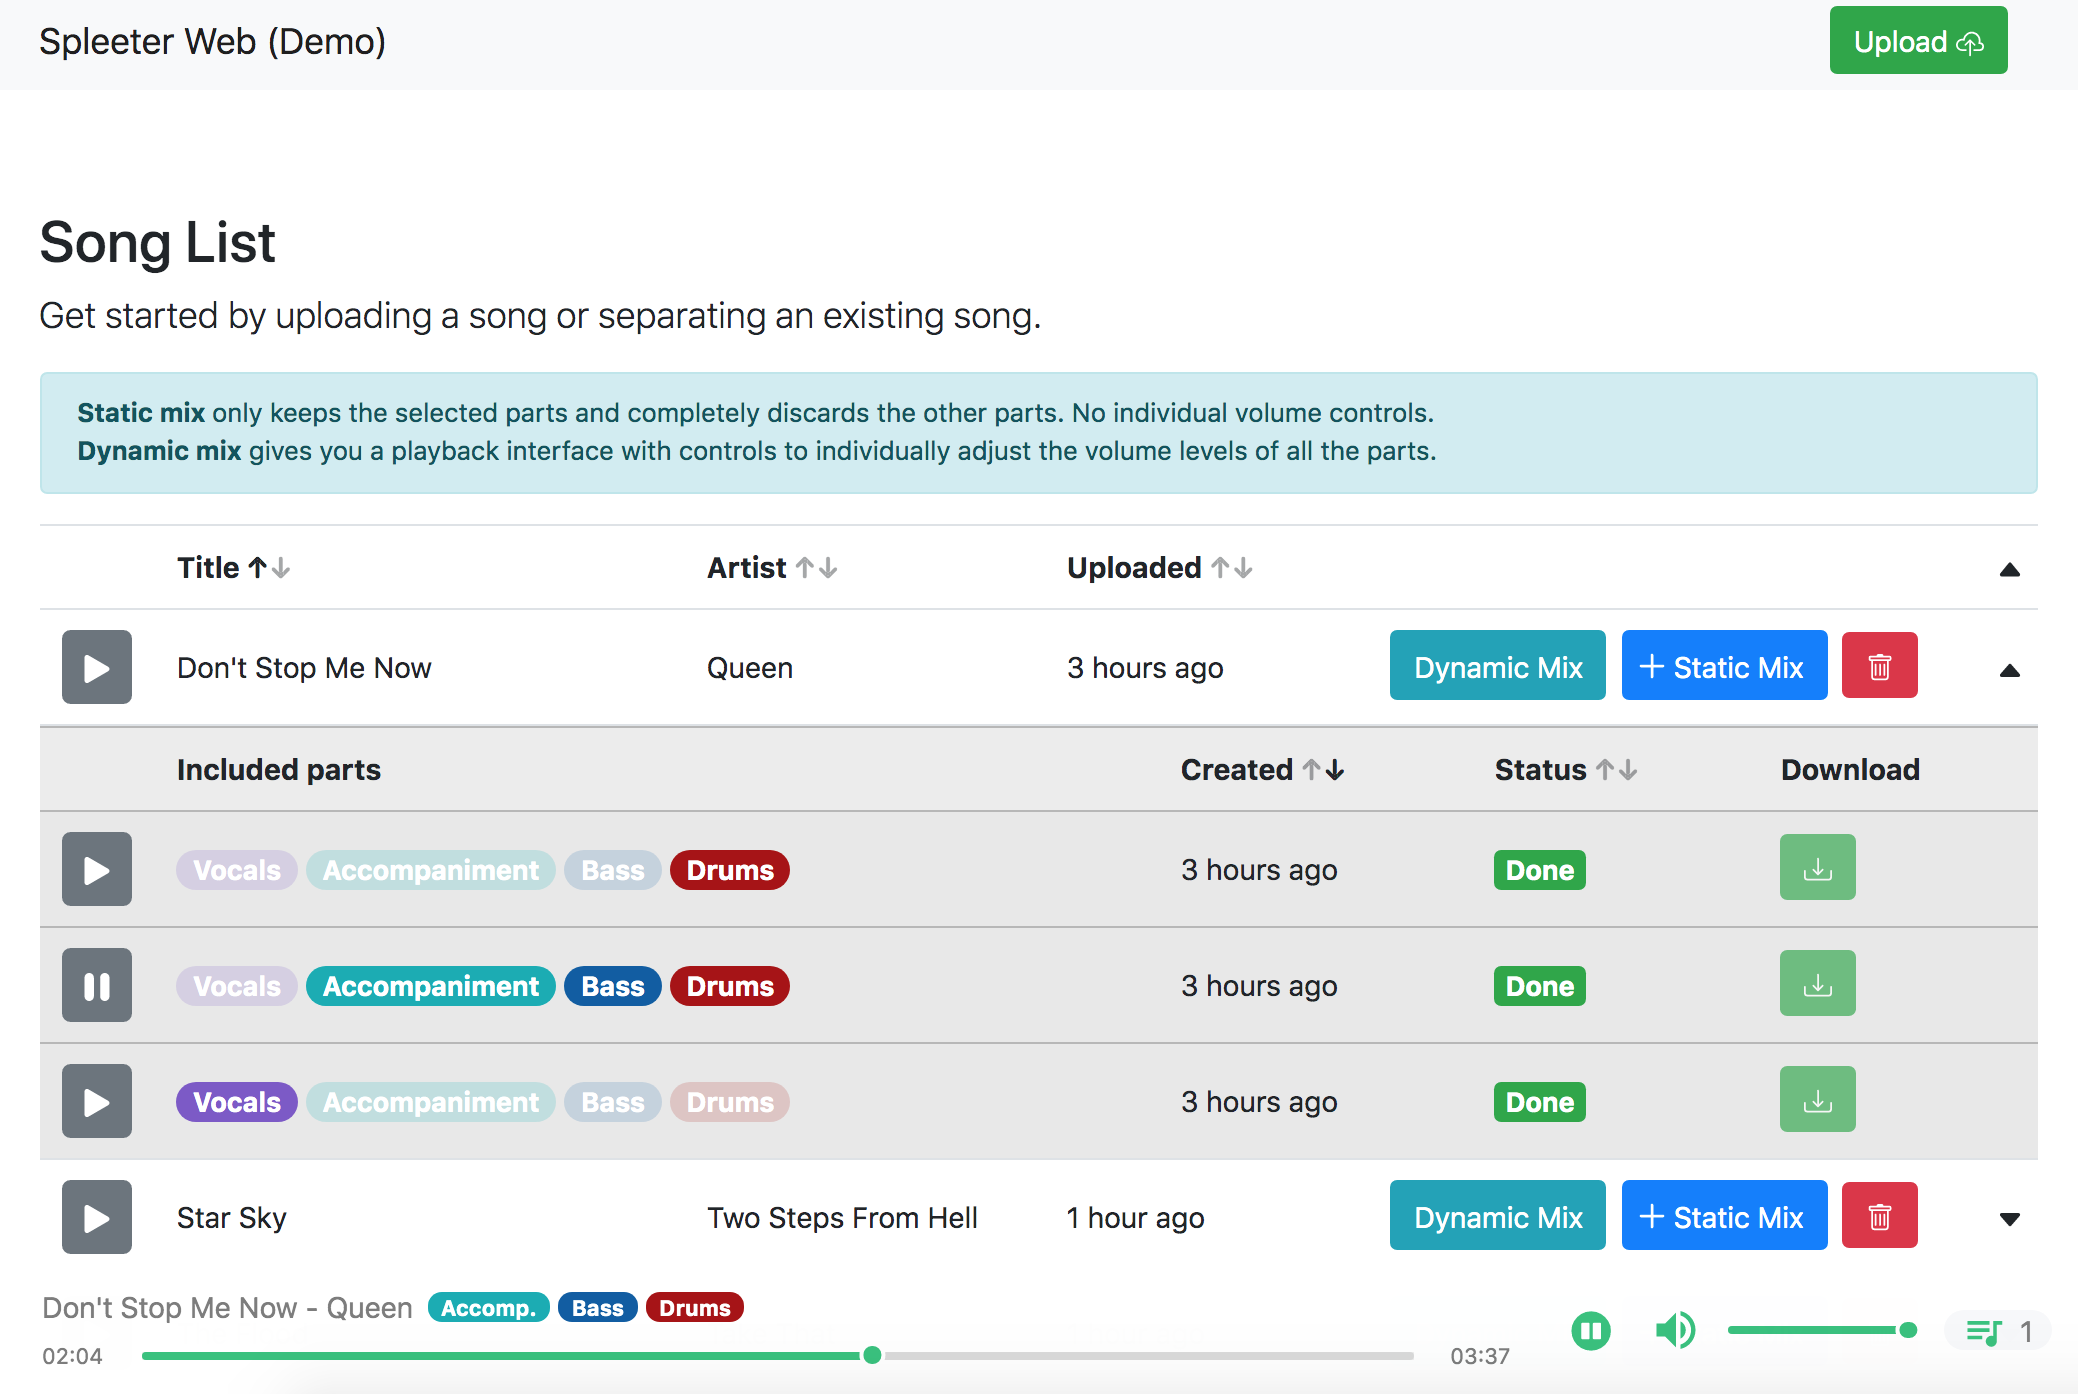 Spleeter Web (Demo)
Upload
Song List
Get started by uploading a song or separating an existing song.
Static mix only keeps the selected parts and completely discards the other parts. No individual volume controls.
Dynamic mix gives you a playback interface with controls to individually adjust the volume levels of all the parts.
Title Artist Uploaded
Don't Stop Me Now Queen 3 hours ago Dynamic Mix + Static Mix
Included parts Created Status Download
Vocals Accompaniment Bass Drums 3 hours ago Done
Vocals Accompaniment Bass Drums 3 hours ago Done
Vocals Accompaniment Bass Drums 3 hours ago Done
Star Sky Two Steps From Hell 1 hour ago Dynamic Mix + Static Mix
Don't Stop Me Now - Queen Accomp. Bass Drums
02:04 03:37 1